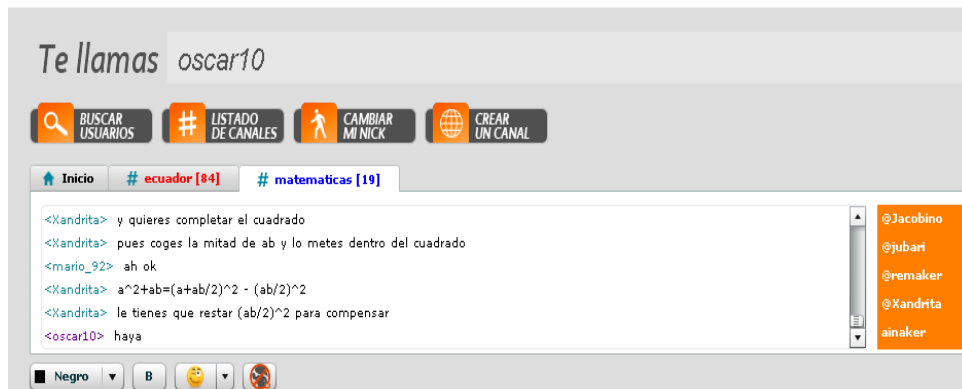 Te llamas oscar10
BUSCAR USUARIOS
LISTADO DE CANALES
CAMBIAR MI NICK
CREAR UN CANAL
Inicio # ecuador [84] # matematicas [19]
<Xandrita> y quieres completar el cuadrado
<Xandrita> pues coges la mitad de ab y lo metes dentro del cuadrado
<mario_92> ah ok
<Xandrita> a^2+ab=(a+ab/2)^2 - (ab/2)^2
<Xandrita> le tienes que restar (ab/2)^2 para compensar
<oscar10> haya
@Jacobino
@jubari
@remaker
@Xandrita
ainaker
Negro B